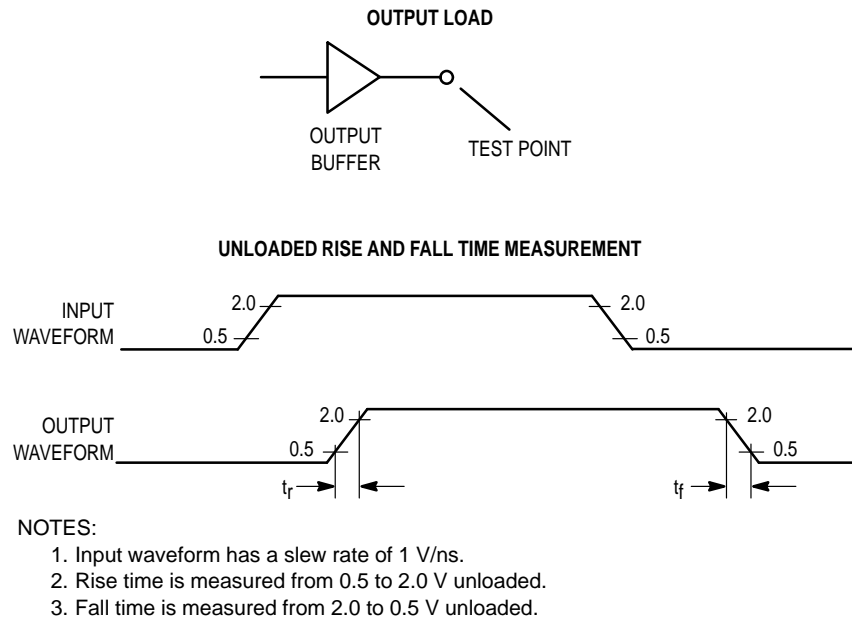 OUTPUT LOAD
OUTPUT
BUFFER
TEST POINT
UNLOADED RISE AND FALL TIME MEASUREMENT
INPUT
WAVEFORM
2.0
0.5
2.0
0.5
OUTPUT
WAVEFORM
2.0
0.5
2.0
0.5
tr
tf
NOTES:
1. Input waveform has a slew rate of 1 V/ns.
2. Rise time is measured from 0.5 to 2.0 V unloaded.
3. Fall time is measured from 2.0 to 0.5 V unloaded.